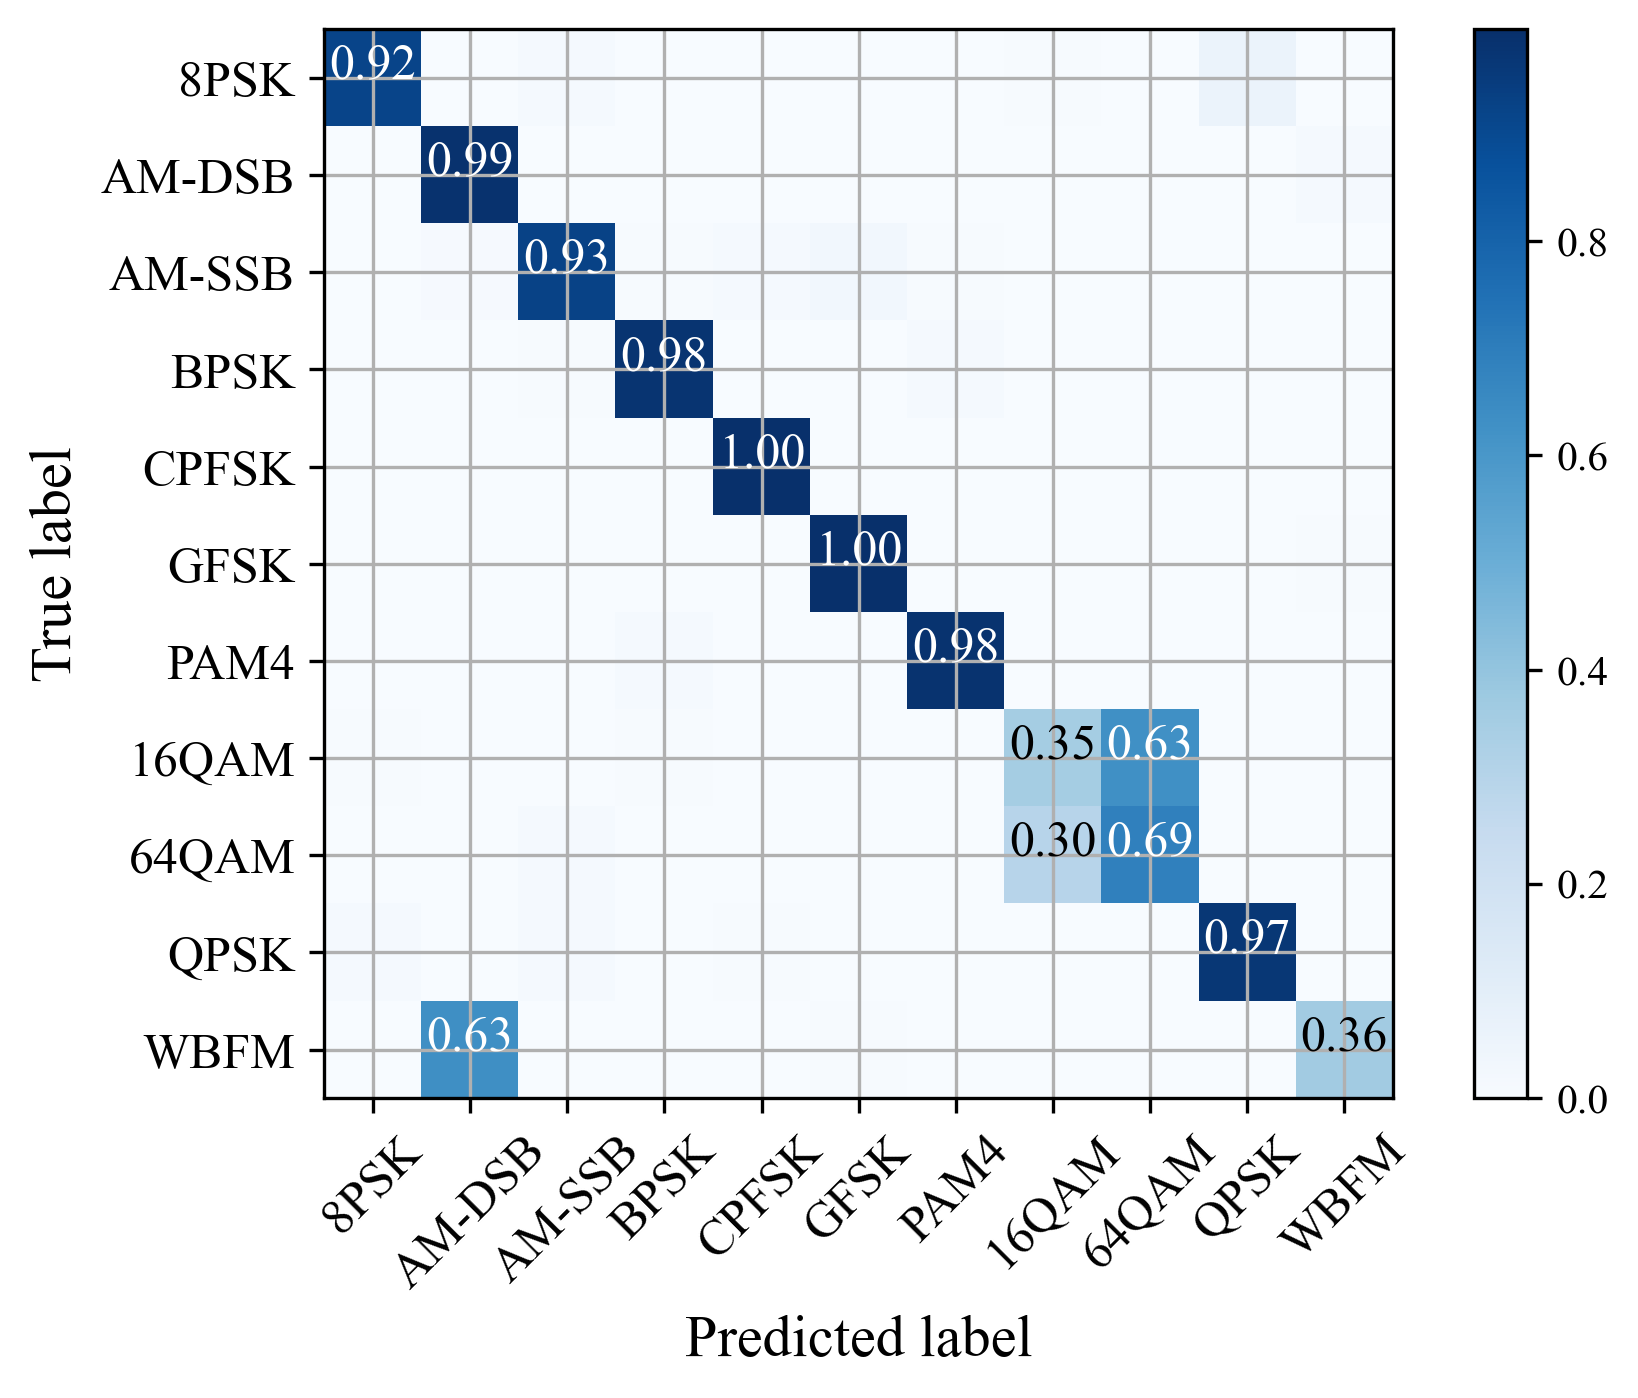 True label
8PSK
AM-DSB
AM-SSB
BPSK
CPFSK
GFSK
PAM4
16QAM
64QAM
QPSK
WBFM
0.92
0.99
0.93
0.98
1.00
1.00
0.98
0.35 0.63
0.30 0.69
0.97
0.63 0.36
8PSK
AM-DSB
AM-SSB
BPSK
CPFSK
GFSK
PAM4
16QAM
64QAM
QPSK
WBFM
Predicted label
0.8
0.6
0.4
0.2
0.0